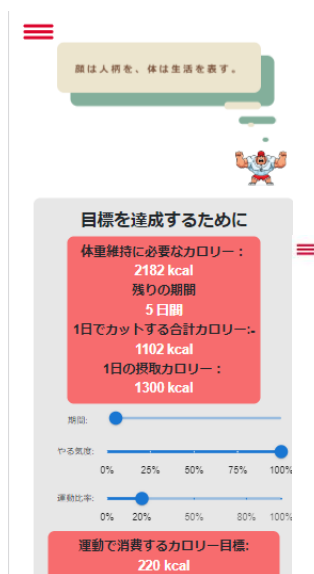 顔は人柄を、体は生活を表す。
目標を達成するために
体重維持に必要なカロリー：
2182 kcal
残りの期間
5 日間
1日でカットする合計カロリー:-
1102 kcal
1日の摂取カロリー：
1300 kcal
期間:
やる気度:
0% 25% 50% 75% 100%
運動比率:
0% 20% 50% 80% 100%
運動で消費するカロリー目標:
220 kcal